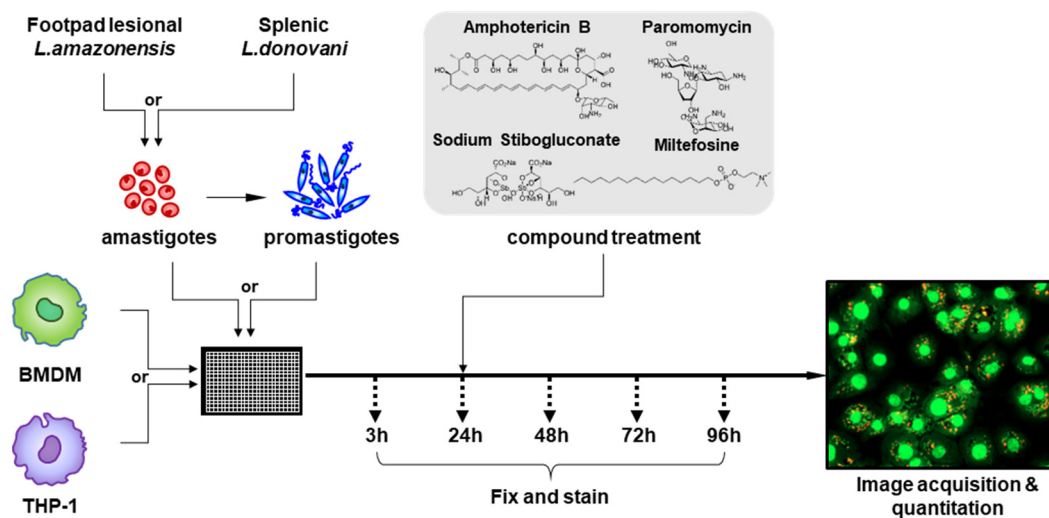 Footpad lesional
L.amazonensis
Splenic
L.donovani
or
amastigotes
promastigotes
or
Amphotericin B
Paromomycin
Sodium Stibogluconate
Miltefosine
compound treatment
BMDM
or
THP-1
3h
24h
48h
72h
96h
Fix and stain
Image acquisition &
quantitation